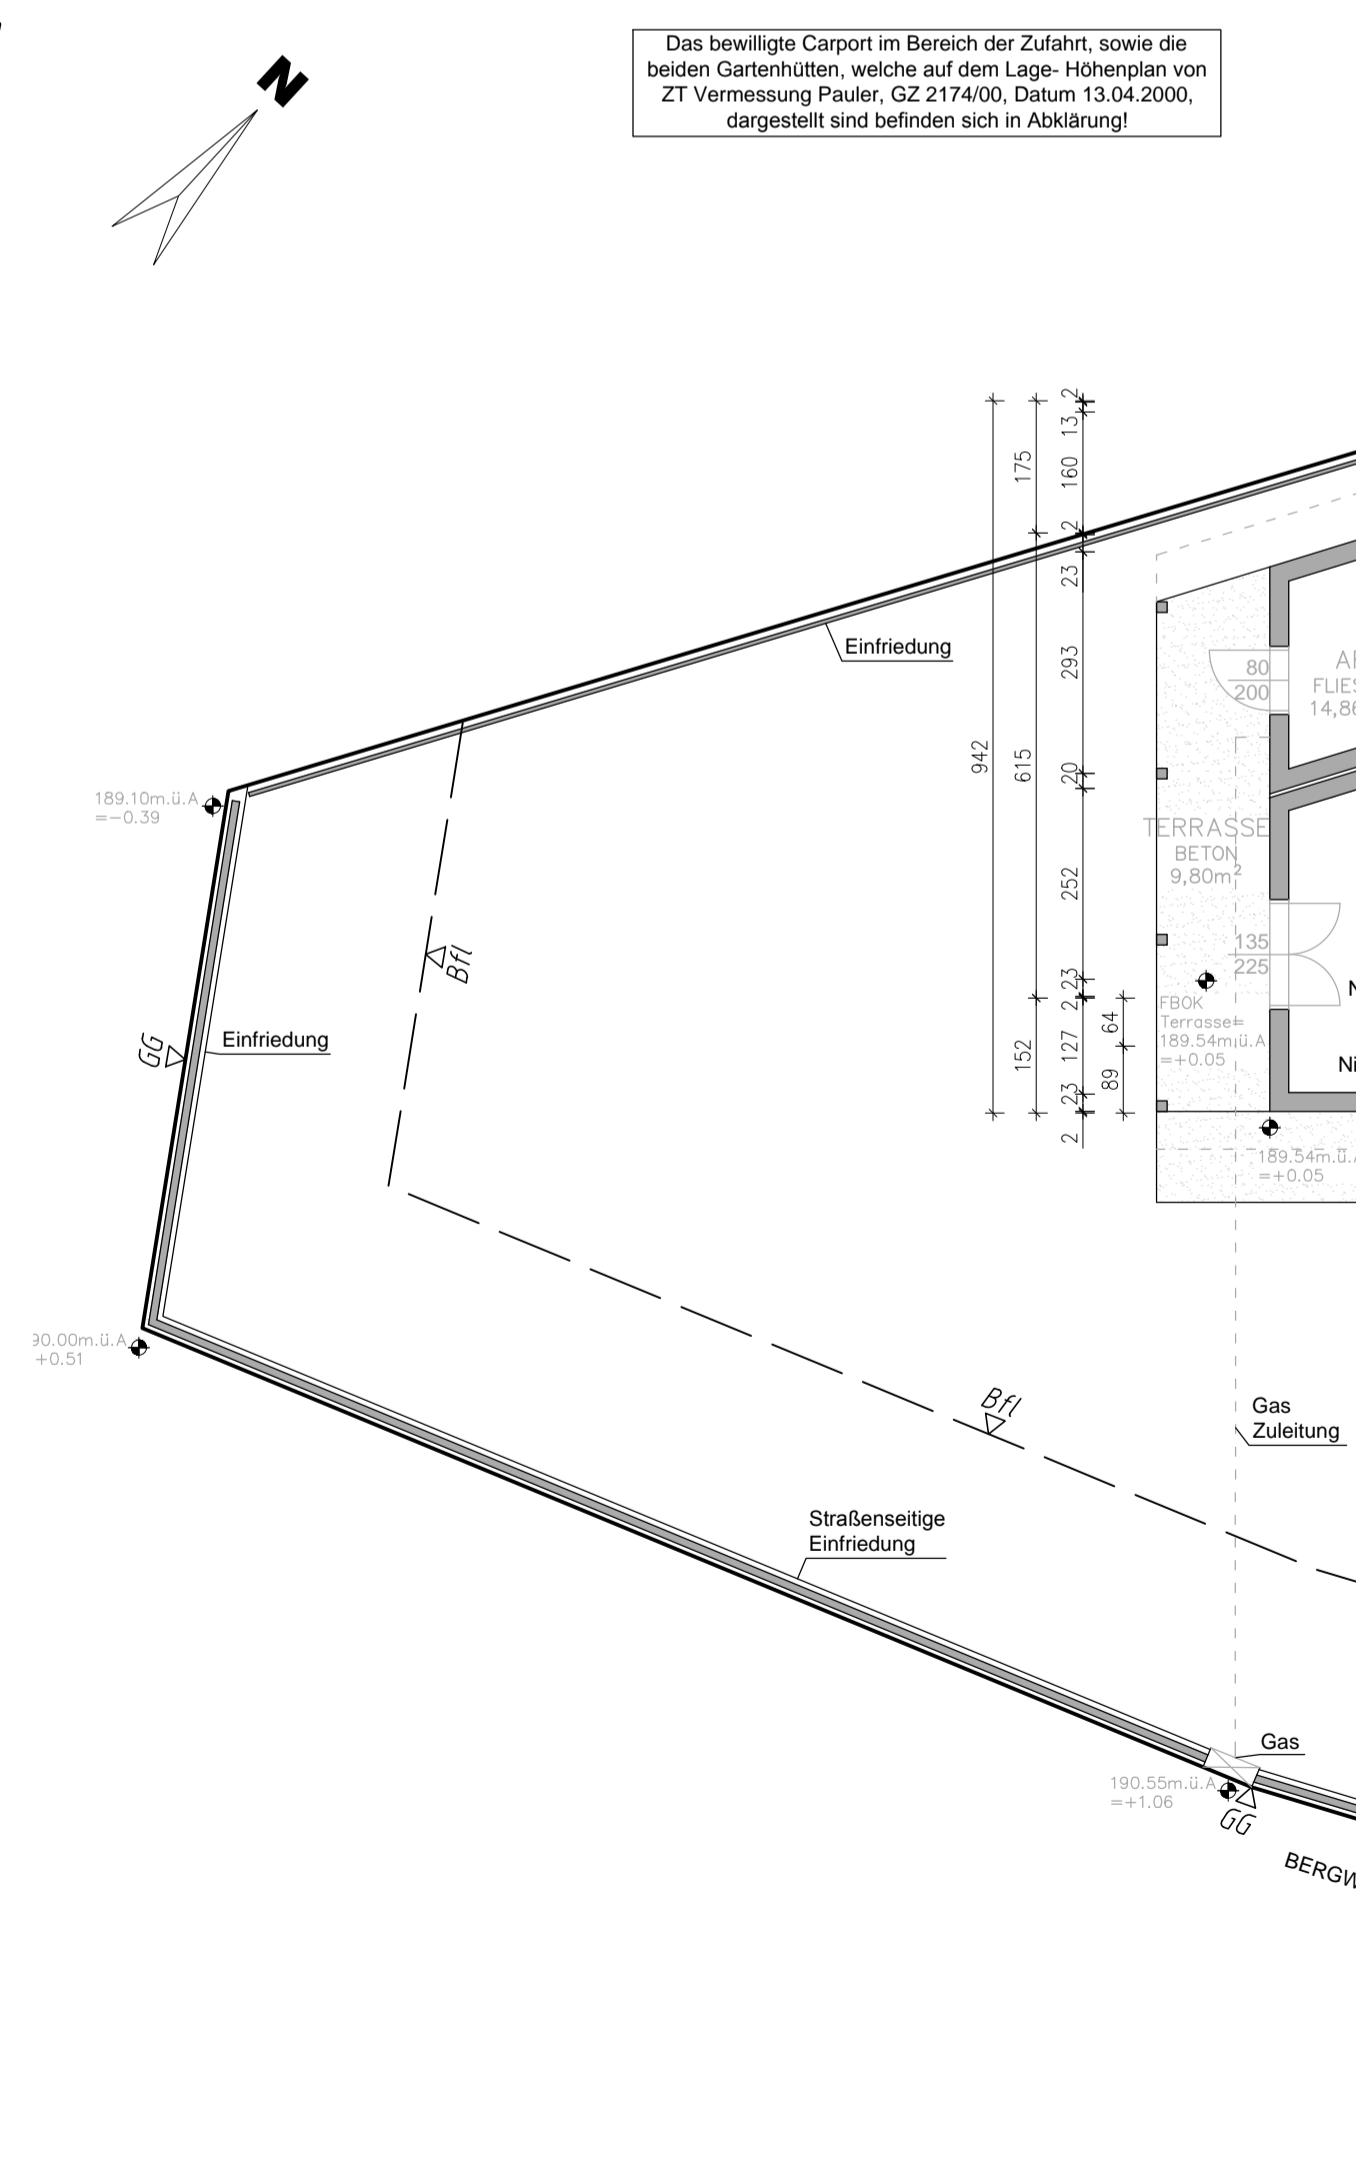 N
Das bewilligte Carport im Bereich der Zufahrt, sowie die
beiden Gartenhütten, welche auf dem Lage- Höhenplan von
ZT Vermessung Pauler, GZ 2174/00, Datum 13.04.2000,
dargestellt sind befinden sich in Abklärung!
2
13
160
2
23
293
20
252
23
2
127
23
2
175
615
152
942
64
89
Einfriedung
80
200
AF
FLIES
14,86
189.10m.ü.A
=-0.39
TERRASSE
BETON
9,80m²
135
225
Bfl
GG
Einfriedung
FBOK
Terrasse=
189.54m.ü.A
=+0.05
N
Ni
189.54m.ü.A
=+0.05
90.00m.ü.A
+0.51
Bfl
Gas
Zuleitung
Straßenseitige
Einfriedung
Gas
190.55m.ü.A
=+1.06
GG
BERGW